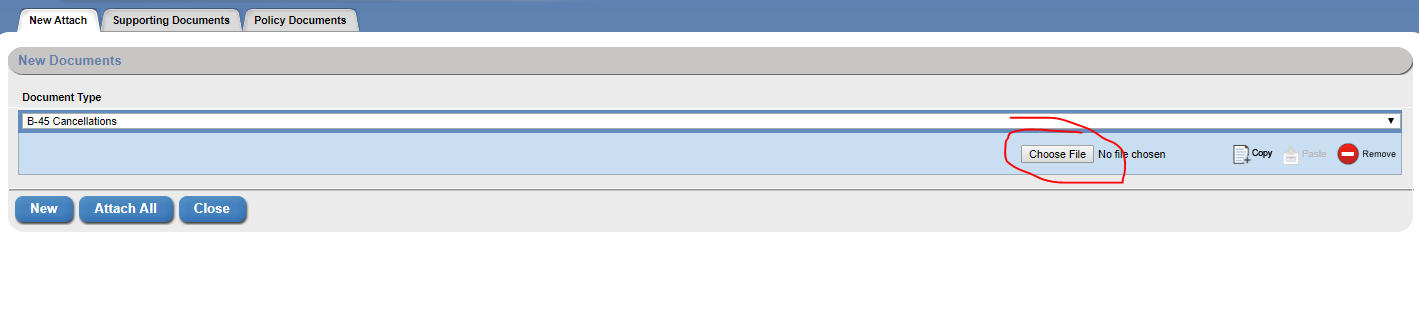 New Attach Supporting Documents Policy Documents
New Documents
Document Type
B-45 Cancellations
Choose File No file chosen Copy Paste Remove
New Attach All Close